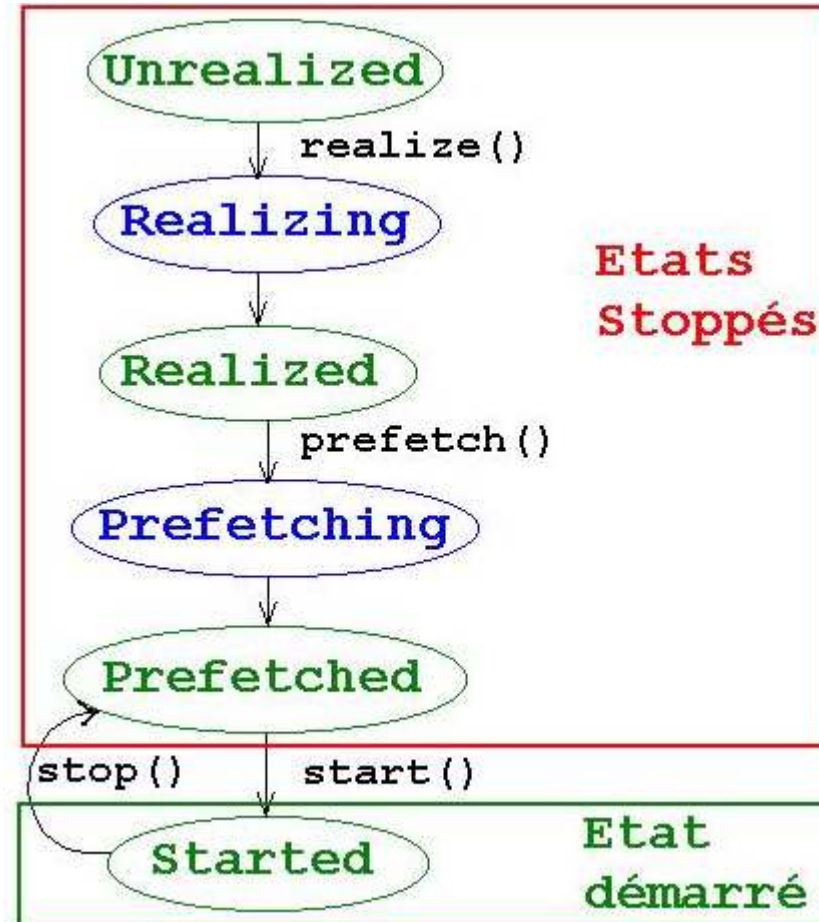 Unrealized
realize()
Realizing
Etats
Stoppés
Realized
prefetch()
Prefetching
Prefetched
stop()
start()
Started
Etat
démarré